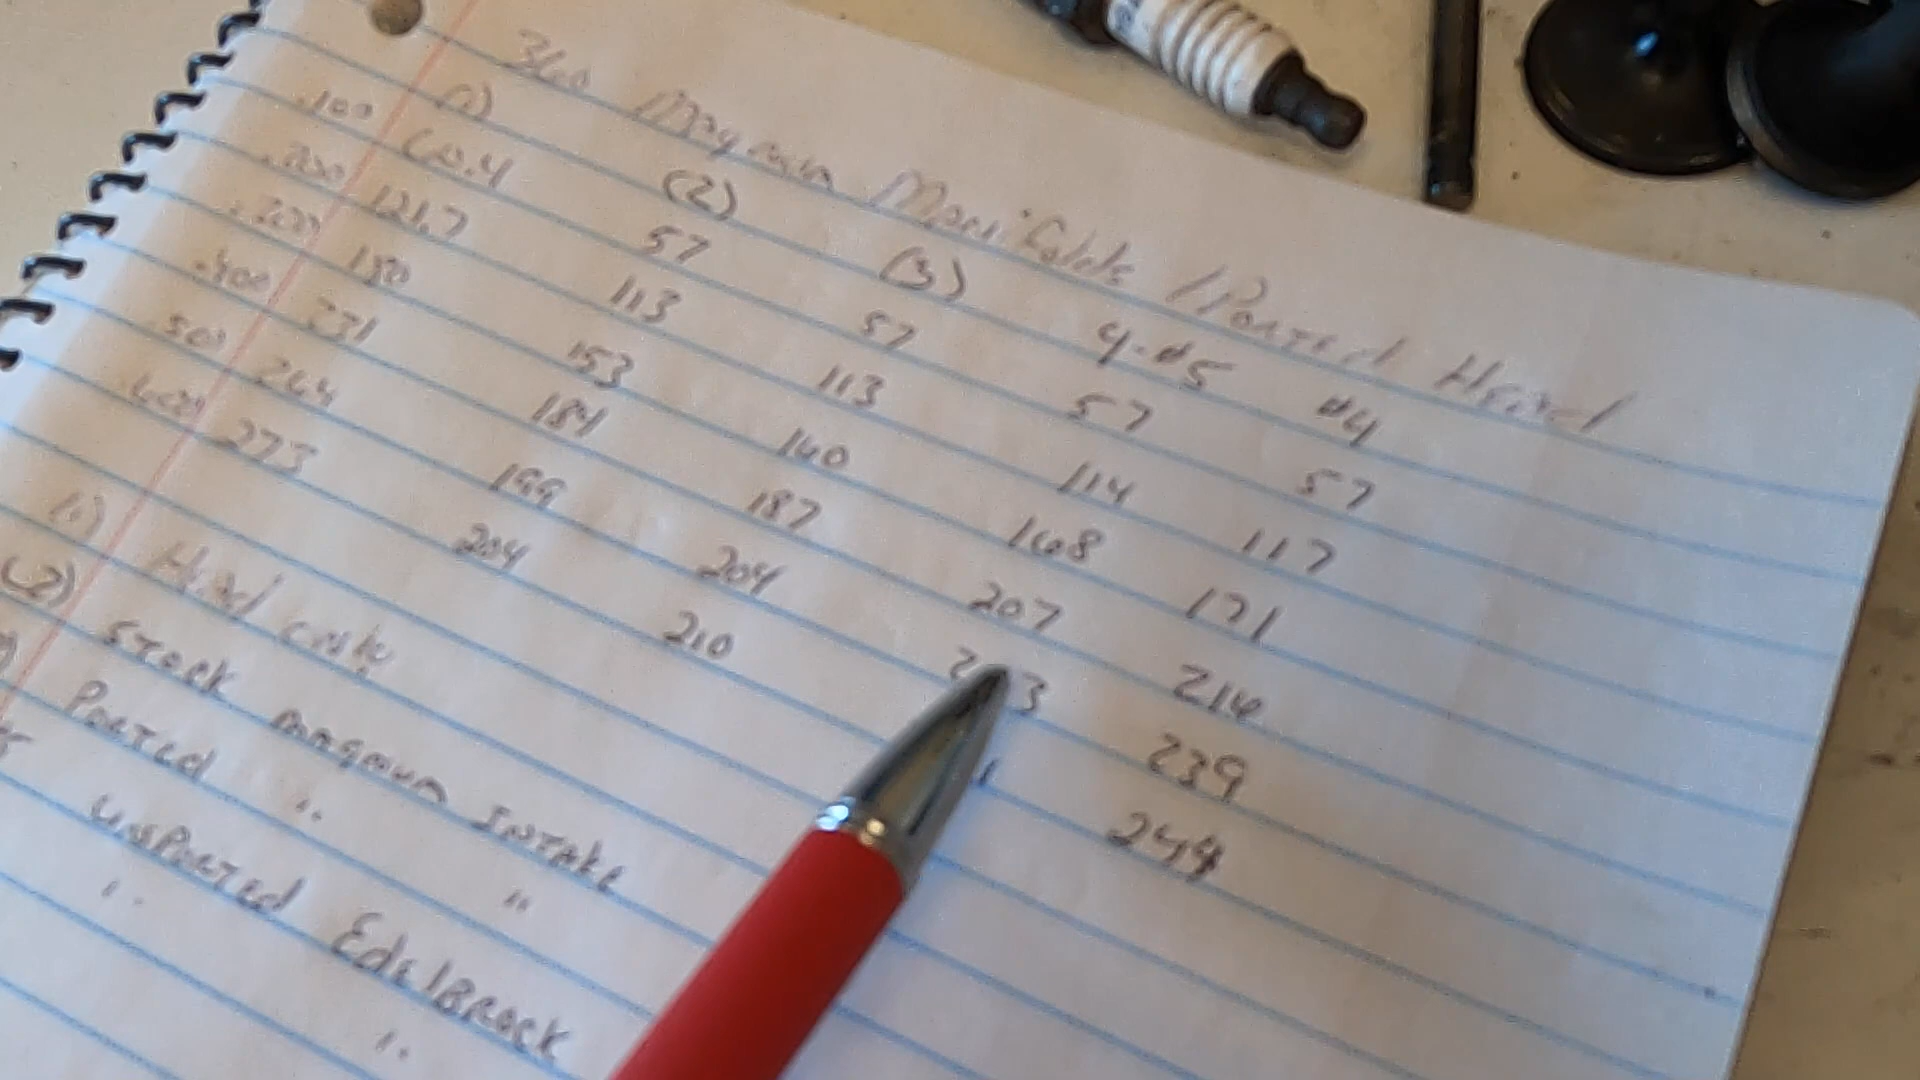 360 Magnum Manifolds / Ported Head
(1) (2) (3) 4-#5 #4
.100 60.4 57 57 57 57
.200 126.7 113 113 114 117
.300 180 153 140 168 171
.400 231 184 187 207 214
.500 264 199 204 239
.600 273 204 210 244
(1) Head only
(2) STOCK MAGNUM INTAKE
PORTED " "
UNPORTED EdelBrock
" "